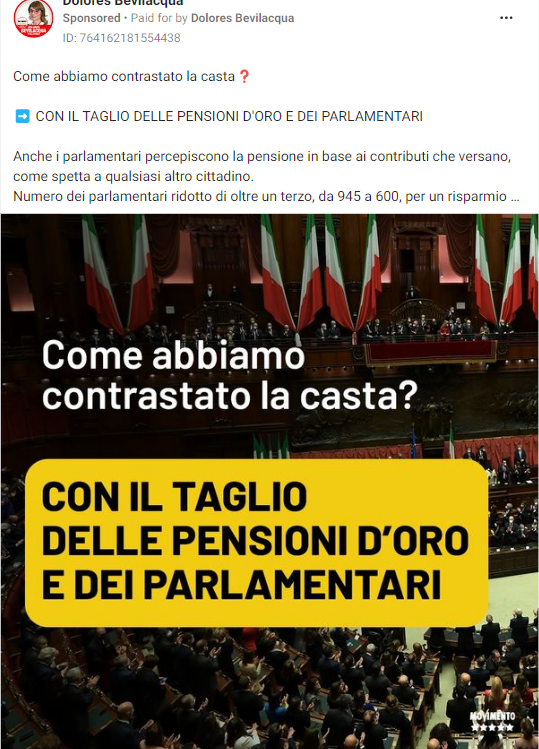 Dolores Bevilacqua
Sponsored • Paid for by Dolores Bevilacqua
ID: 764162181554438
Come abbiamo contrastato la casta ❓
➡️ CON IL TAGLIO DELLE PENSIONI D'ORO E DEI PARLAMENTARI
Anche i parlamentari percepiscono la pensione in base ai contributi che versano,
come spetta a qualsiasi altro cittadino.
Numero dei parlamentari ridotto di oltre un terzo, da 945 a 600, per un risparmio ...
Come abbiamo
contrastato la casta?
CON IL TAGLIO
DELLE PENSIONI D'ORO
E DEI PARLAMENTARI
MOVIMENTO